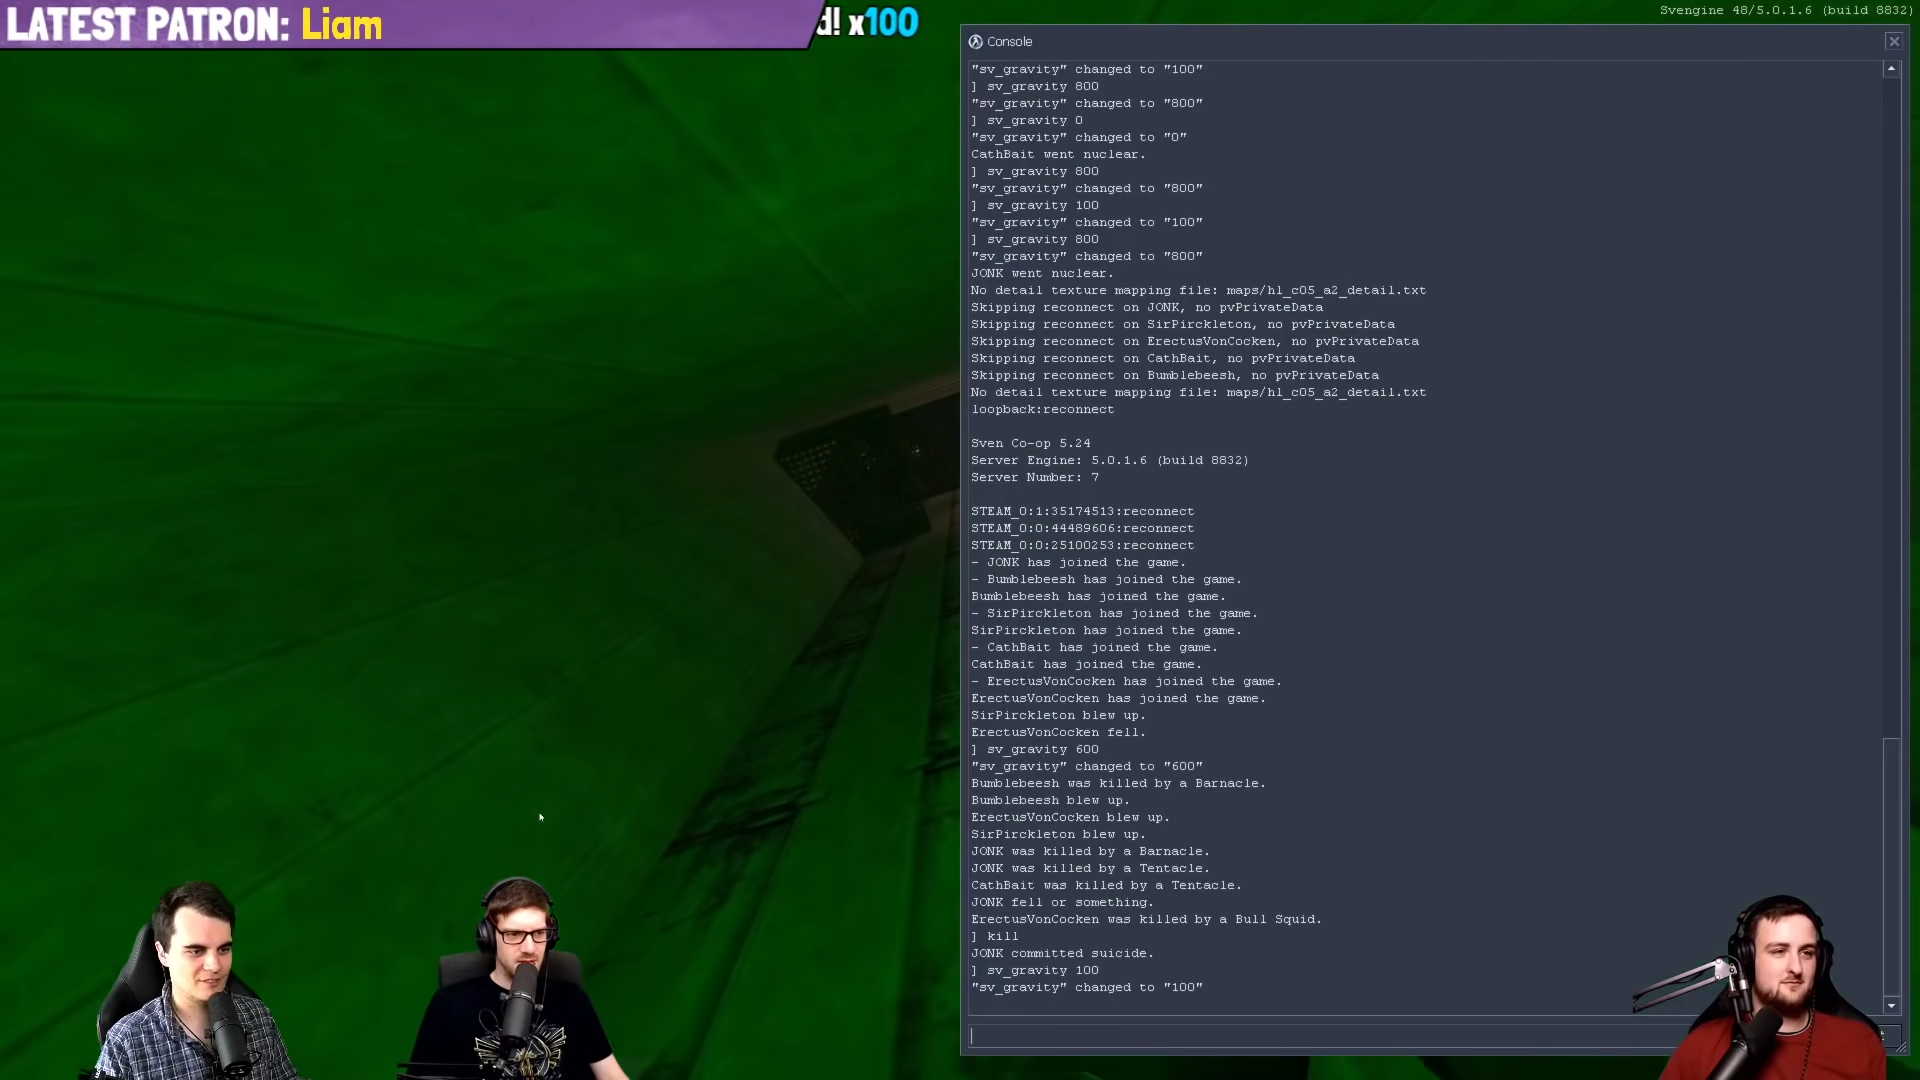 LATEST PATRON: Liam
d! x100
Svengine 48/5.0.1.6 (build 8832)
Console
"sv_gravity" changed to "100"
] sv_gravity 800
"sv_gravity" changed to "800"
] sv_gravity 0
"sv_gravity" changed to "0"
CathBait went nuclear.
] sv_gravity 800
"sv_gravity" changed to "800"
] sv_gravity 100
"sv_gravity" changed to "100"
] sv_gravity 800
"sv_gravity" changed to "800"
JONK went nuclear.
No detail texture mapping file: maps/hl_c05_a2_detail.txt
Skipping reconnect on JONK, no pvPrivateData
Skipping reconnect on SirPirckleton, no pvPrivateData
Skipping reconnect on ErectusVonCocken, no pvPrivateData
Skipping reconnect on CathBait, no pvPrivateData
Skipping reconnect on Bumblebeesh, no pvPrivateData
No detail texture mapping file: maps/hl_c05_a2_detail.txt
loopback:reconnect
Sven Co-op 5.24
Server Engine: 5.0.1.6 (build 8832)
Server Number: 7
STEAM_0:1:35174513:reconnect
STEAM_0:0:44489606:reconnect
STEAM_0:0:25100253:reconnect
- JONK has joined the game.
- Bumblebeesh has joined the game.
Bumblebeesh has joined the game.
- SirPirckleton has joined the game.
SirPirckleton has joined the game.
- CathBait has joined the game.
CathBait has joined the game.
- ErectusVonCocken has joined the game.
ErectusVonCocken has joined the game.
SirPirckleton blew up.
ErectusVonCocken fell.
] sv_gravity 600
"sv_gravity" changed to "600"
Bumblebeesh was killed by a Barnacle.
Bumblebeesh blew up.
ErectusVonCocken blew up.
SirPirckleton blew up.
JONK was killed by a Barnacle.
JONK was killed by a Tentacle.
CathBait was killed by a Tentacle.
JONK fell or something.
ErectusVonCocken was killed by a Bull Squid.
] kill
JONK committed suicide.
] sv_gravity 100
"sv_gravity" changed to "100"